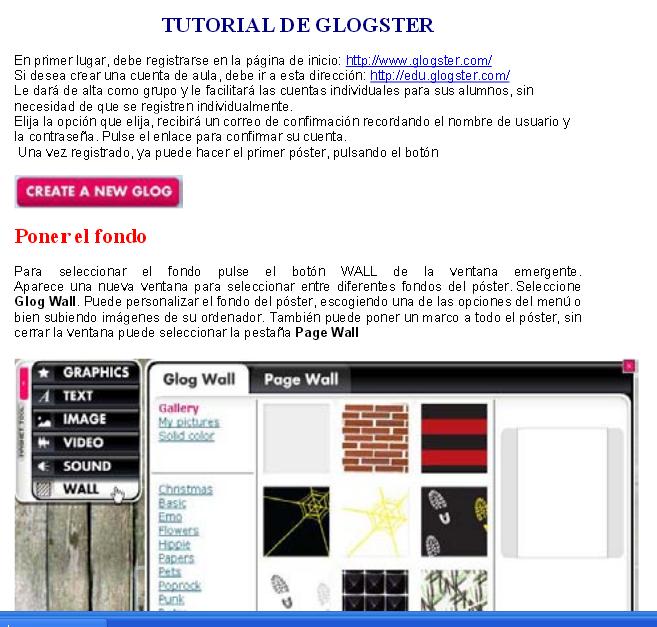 TUTORIAL DE GLOGSTER
En primer lugar, debe registrarse en la página de inicio: http://www.glogster.com/
Si desea crear una cuenta de aula, debe ir a esta dirección: http://edu.glogster.com/
Le dará de alta como grupo y le facilitará las cuentas individuales para sus alumnos, sin
necesidad de que se registren individualmente.
Elija la opción que elija, recibirá un correo de confirmación recordando el nombre de usuario y
la contraseña. Pulse el enlace para confirmar su cuenta.
Una vez registrado, ya puede hacer el primer póster, pulsando el botón
CREATE A NEW GLOG
Poner el fondo
Para seleccionar el fondo pulse el botón WALL de la ventana emergente.
Aparece una nueva ventana para seleccionar entre diferentes fondos del póster. Seleccione
Glog Wall. Puede personalizar el fondo del póster, escogiendo una de las opciones del menú o
bien subiendo imágenes de su ordenador. También puede poner un marco a todo el póster, sin
cerrar la ventana puede seleccionar la pestaña Page Wall
GRAPHICS
TEXT
IMAGE
VIDEO
SOUND
WALL
Glog Wall
Page Wall
Gallery
My pictures
Solid color
Christmas
Basic
Emo
Flowers
Hippie
Papers
Pets
Poprock
Punk